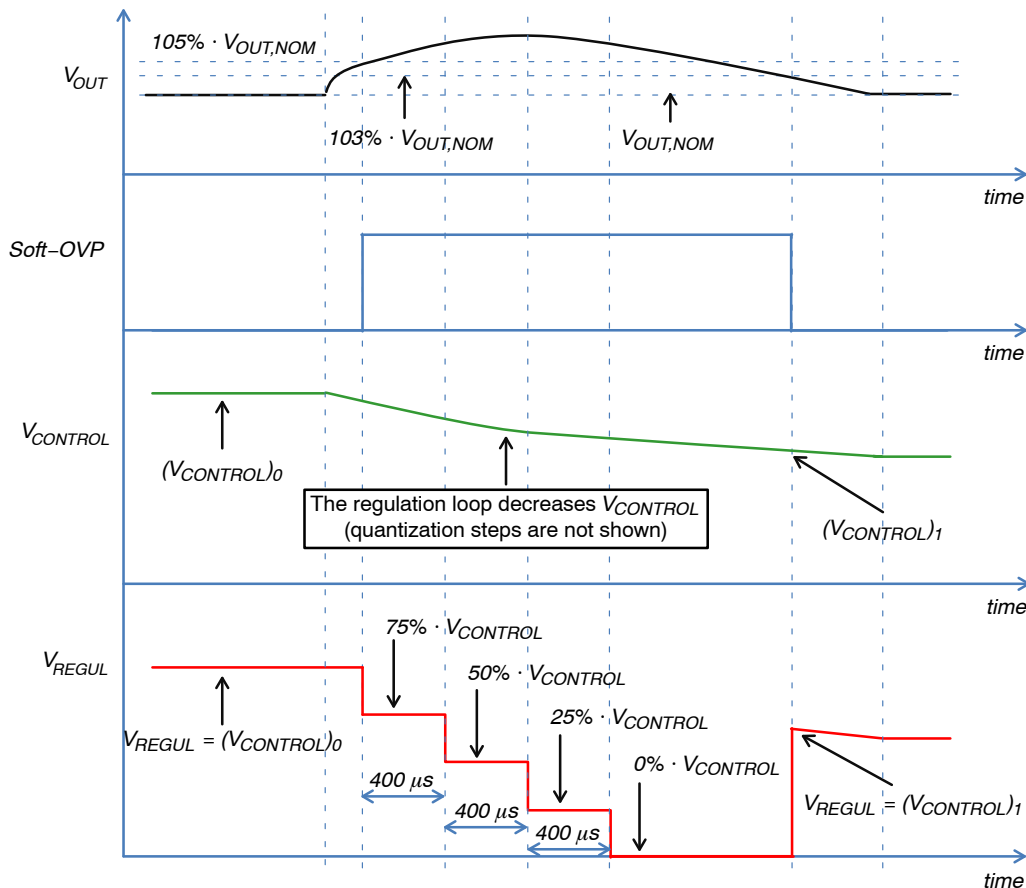 105% · VOUT,NOM
VOUT
103% · VOUT,NOM
VOUT,NOM
time
Soft−OVP
time
VCONTROL
(VCONTROL)0
The regulation loop decreases VCONTROL
(quantization steps are not shown)
(VCONTROL)1
time
75% · VCONTROL
VREGUL
50% · VCONTROL
25% · VCONTROL
VREGUL = (VCONTROL)0
0% · VCONTROL
400 μs
400 μs
400 μs
VREGUL = (VCONTROL)1
time